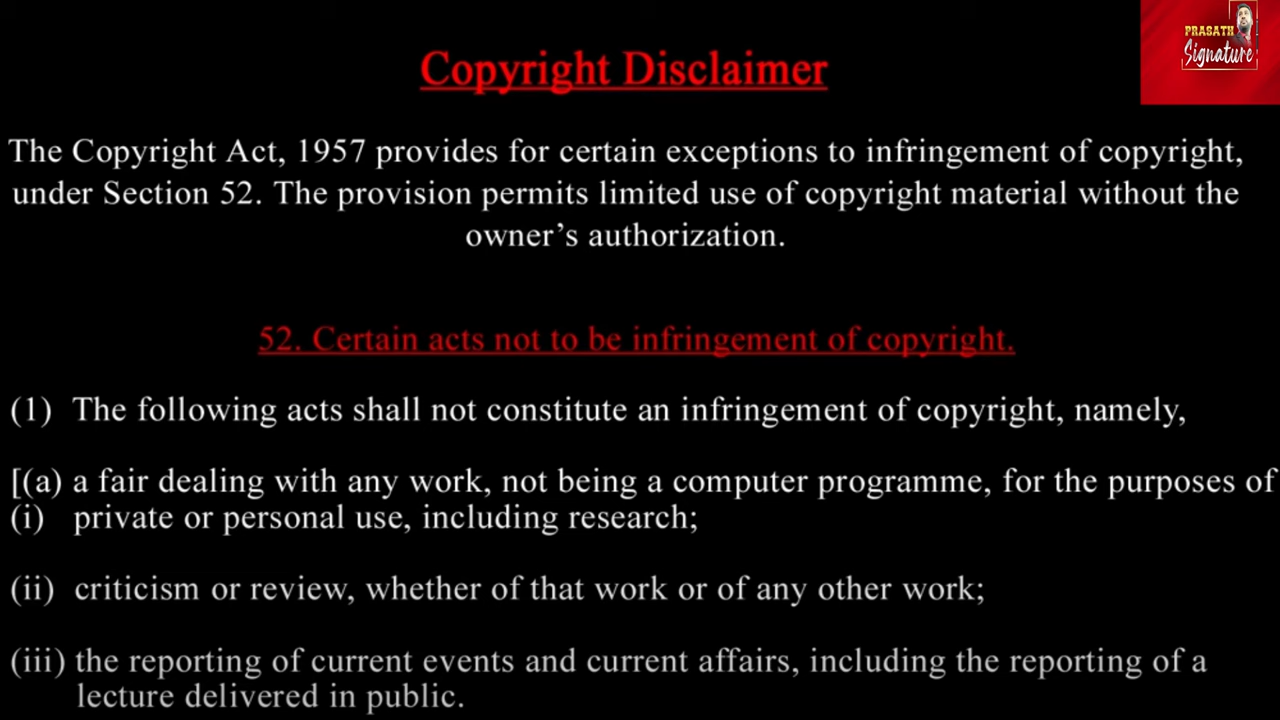 PRASATH
Signature
Copyright Disclaimer
The Copyright Act, 1957 provides for certain exceptions to infringement of copyright,
under Section 52. The provision permits limited use of copyright material without the
owner’s authorization.
52. Certain acts not to be infringement of copyright.
(1) The following acts shall not constitute an infringement of copyright, namely,
[(a) a fair dealing with any work, not being a computer programme, for the purposes of
(i) private or personal use, including research;
(ii) criticism or review, whether of that work or of any other work;
(iii) the reporting of current events and current affairs, including the reporting of a
lecture delivered in public.